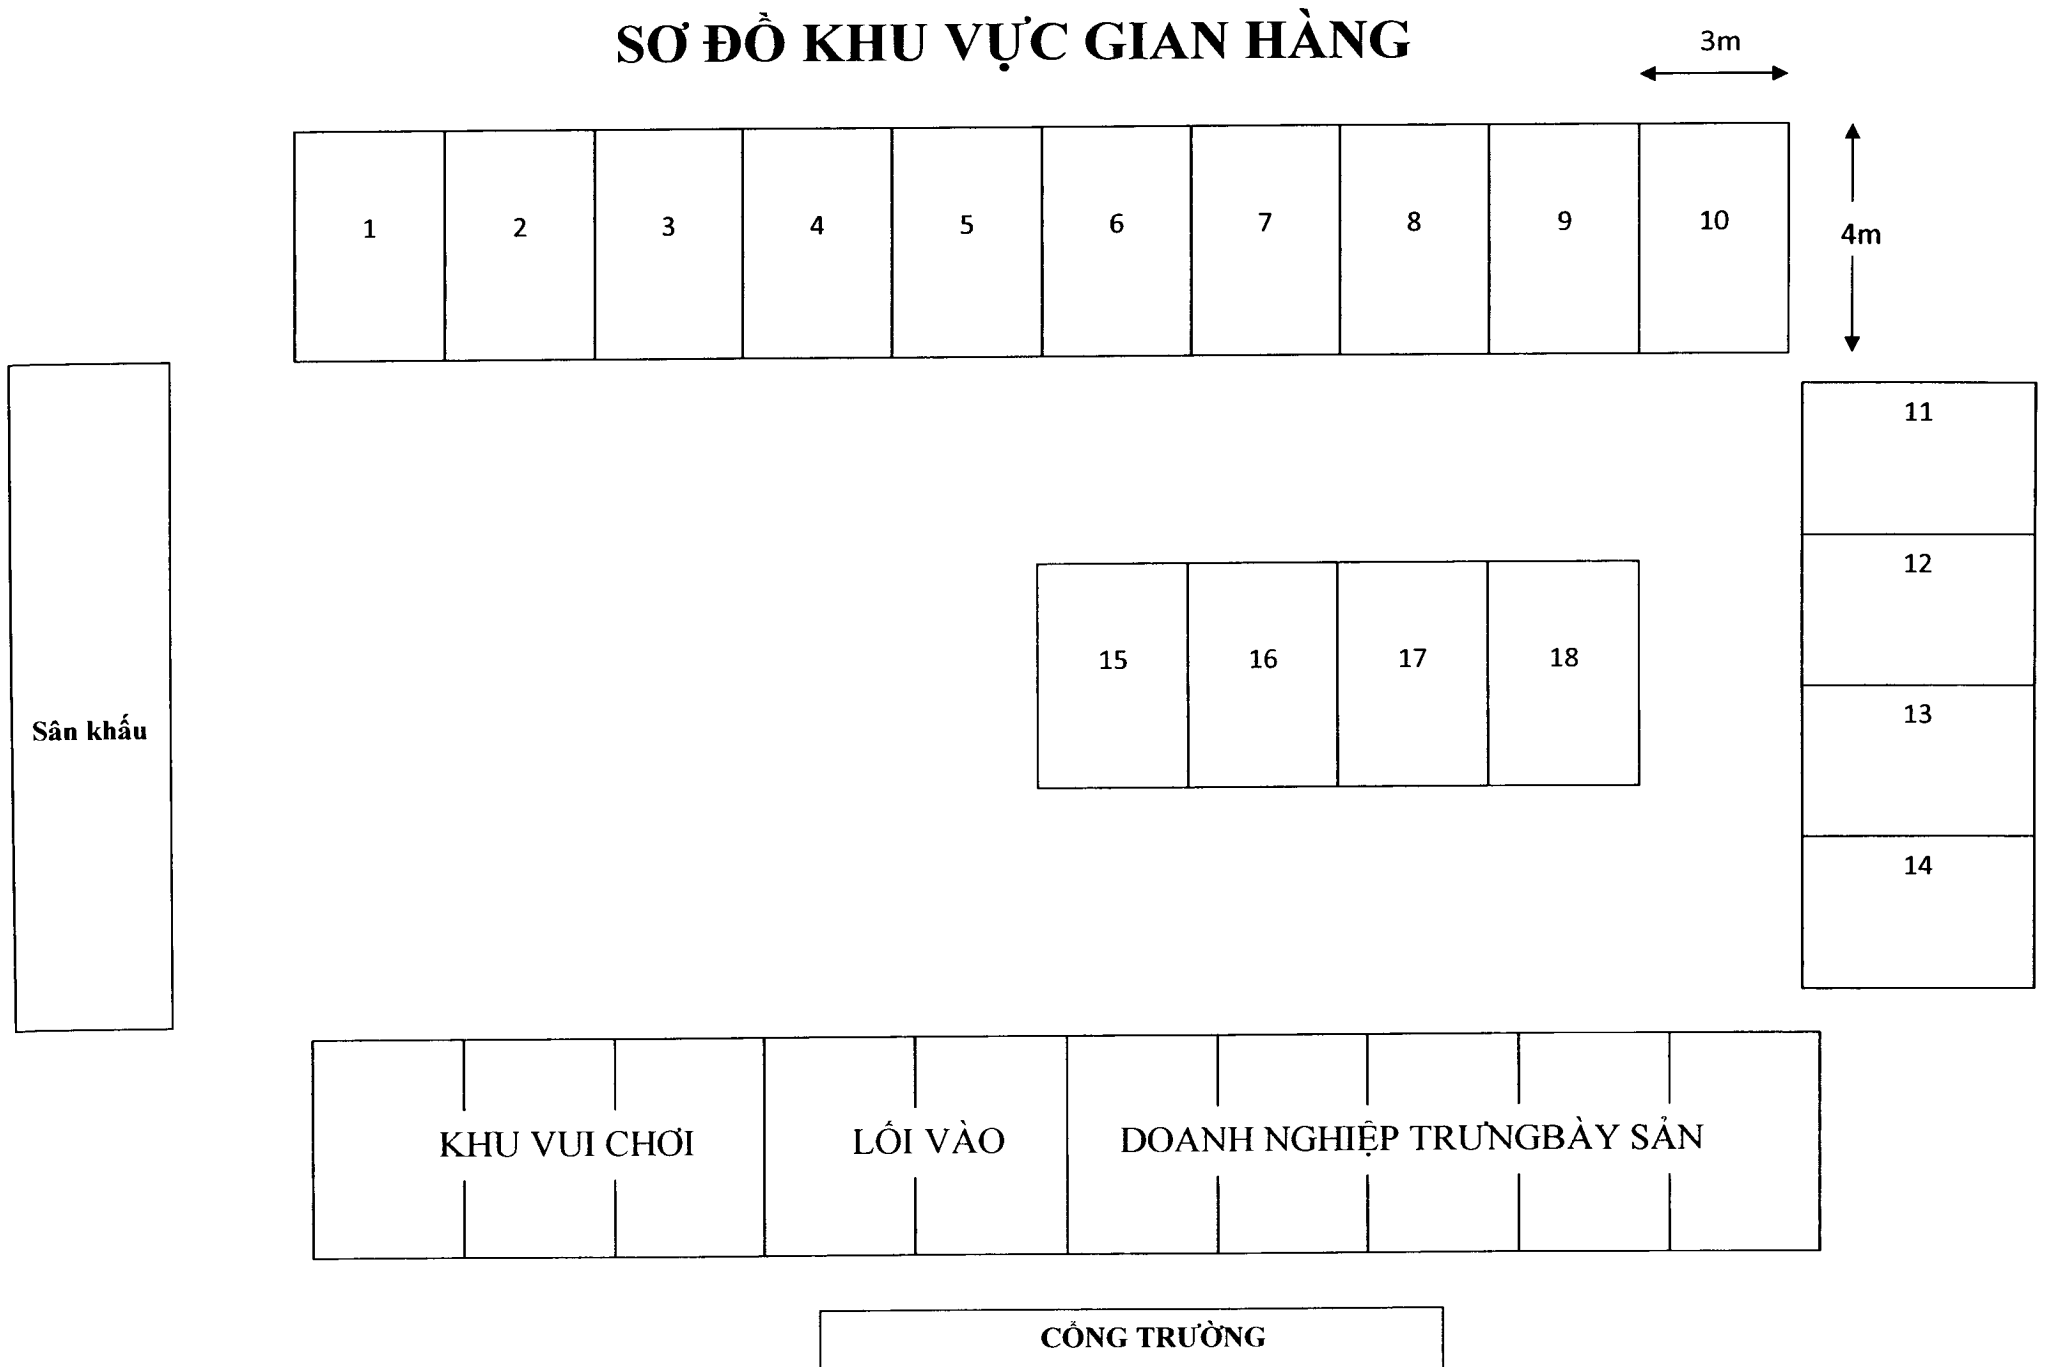 SƠ ĐỒ KHU VỰC GIAN HÀNG
3m
1 2 3 4 5 6 7 8 9 10
4m
11
12
15 16 17 18
13
Sân khấu
14
KHU VUI CHƠI LỐI VÀO DOANH NGHIỆP TRƯNGBÀY SẢN
CỔNG TRƯỜNG